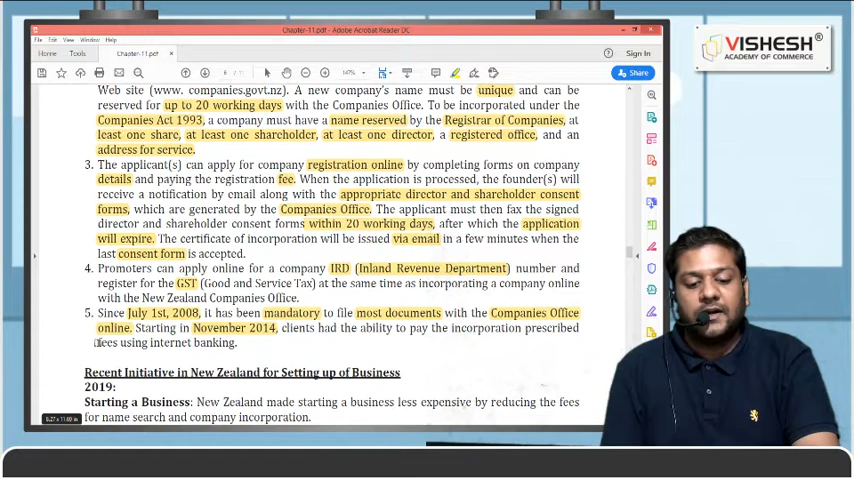 Chapter-11.pdf - Adobe Acrobat Reader DC
File Edit View Window Help
Home Tools Chapter-11.pdf × Sign In
147% Share
Web site (www. companies.govt.nz). A new company's name must be unique and can be
reserved for up to 20 working days with the Companies Office. To be incorporated under the
Companies Act 1993, a company must have a name reserved by the Registrar of Companies, at
least one share, at least one shareholder, at least one director, a registered office, and an
address for service.
3. The applicant(s) can apply for company registration online by completing forms on company
details and paying the registration fee. When the application is processed, the founder(s) will
receive a notification by email along with the appropriate director and shareholder consent
forms, which are generated by the Companies Office. The applicant must then fax the signed
director and shareholder consent forms within 20 working days, after which the application
will expire. The certificate of incorporation will be issued via email in a few minutes when the
last consent form is accepted.
4. Promoters can apply online for a company IRD (Inland Revenue Department) number and
register for the GST (Good and Service Tax) at the same time as incorporating a company online
with the New Zealand Companies Office.
5. Since July 1st, 2008, it has been mandatory to file most documents with the Companies Office
online. Starting in November 2014, clients had the ability to pay the incorporation prescribed
fees using internet banking.
Recent Initiative in New Zealand for Setting up of Business
2019:
Starting a Business: New Zealand made starting a business less expensive by reducing the fees
for name search and company incorporation.
8.27 x 11.69 in
VISHESH®
ACADEMY OF COMMERCE